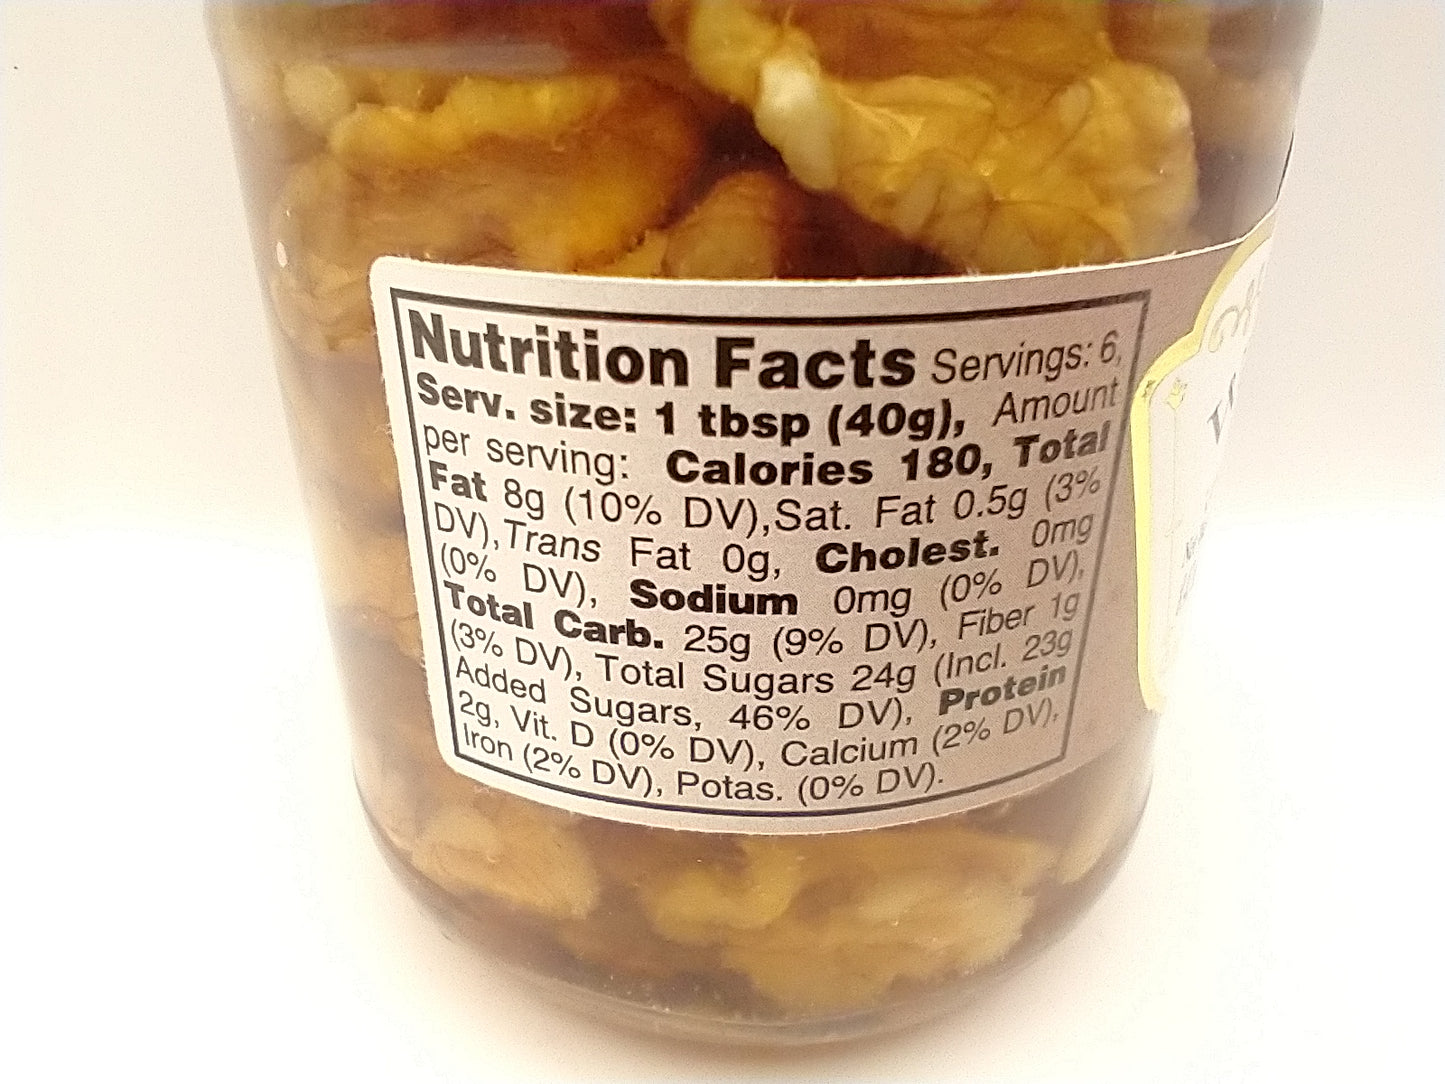 Nutrition Facts Servings: 6,
Serv. size: 1 tbsp (40g), Amount
per serving: Calories 180, Total
Fat 8g (10% DV),Sat. Fat 0.5g (3%
DV),Trans Fat 0g, Cholest. 0mg
(0% DV), Sodium 0mg (0% DV),
Total Carb. 25g (9% DV), Fiber 1g
(3% DV), Total Sugars 24g (Incl. 23g
Added Sugars, 46% DV), Protein
2g, Vit. D (0% DV), Calcium (2% DV),
Iron (2% DV), Potas. (0% DV).